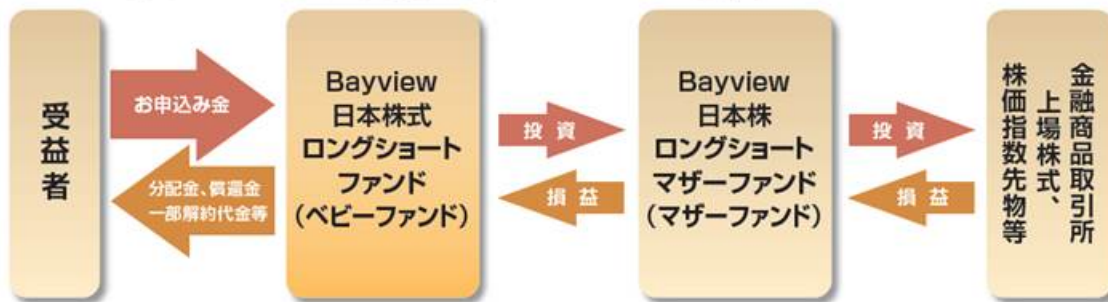 受益者
お申込み金
分配金、償還金
一部解約代金等
Bayview
日本株式
ロングショート
ファンド
（ベビーファンド）
投資
損益
Bayview
日本株
ロングショート
マザーファンド
（マザーファンド）
投資
損益
金融商品取引所
上場株式、
株価指数先物等